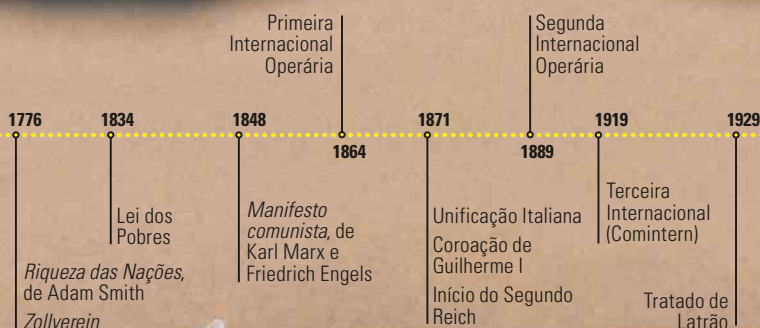 Primeira
Internacional
Operária
Segunda
Internacional
Operária
1776
1834
1848
1864
1871
1889
1919
1929
Lei dos
Pobres
Riqueza das Nações,
de Adam Smith
Zollverein
Manifesto
comunista, de
Karl Marx e
Friedrich Engels
Unificação Italiana
Coroação de
Guilherme I
Início do Segundo
Reich
Terceira
Internacional
(Comintern)
Tratado de
Latrão